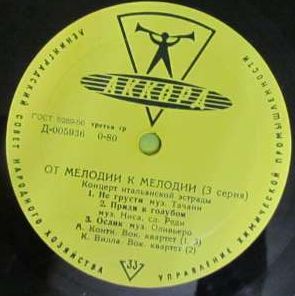 АККОРД
ЛЕНИНГРАДСКИЙ СОВЕТ НАРОДНОГО ХОЗЯЙСТВА
УПРАВЛЕНИЕ ХИМИЧЕСКОЙ ПРОМЫШЛЕННОСТИ
ГОСТ 5289-56 третья гр
Д-005936 0-80
ОТ МЕЛОДИИ К МЕЛОДИИ (3 серия)
Концерт итальянской эстрады
1. Не грусти муз. Тачани
2. Приди к голубой
муз. Ниса, сл. Реди
3. Ослик муз. Оливьеро
М. Конти. Вок. квартет (1, 3)
К. Вилла. Вок. квартет (2)
33